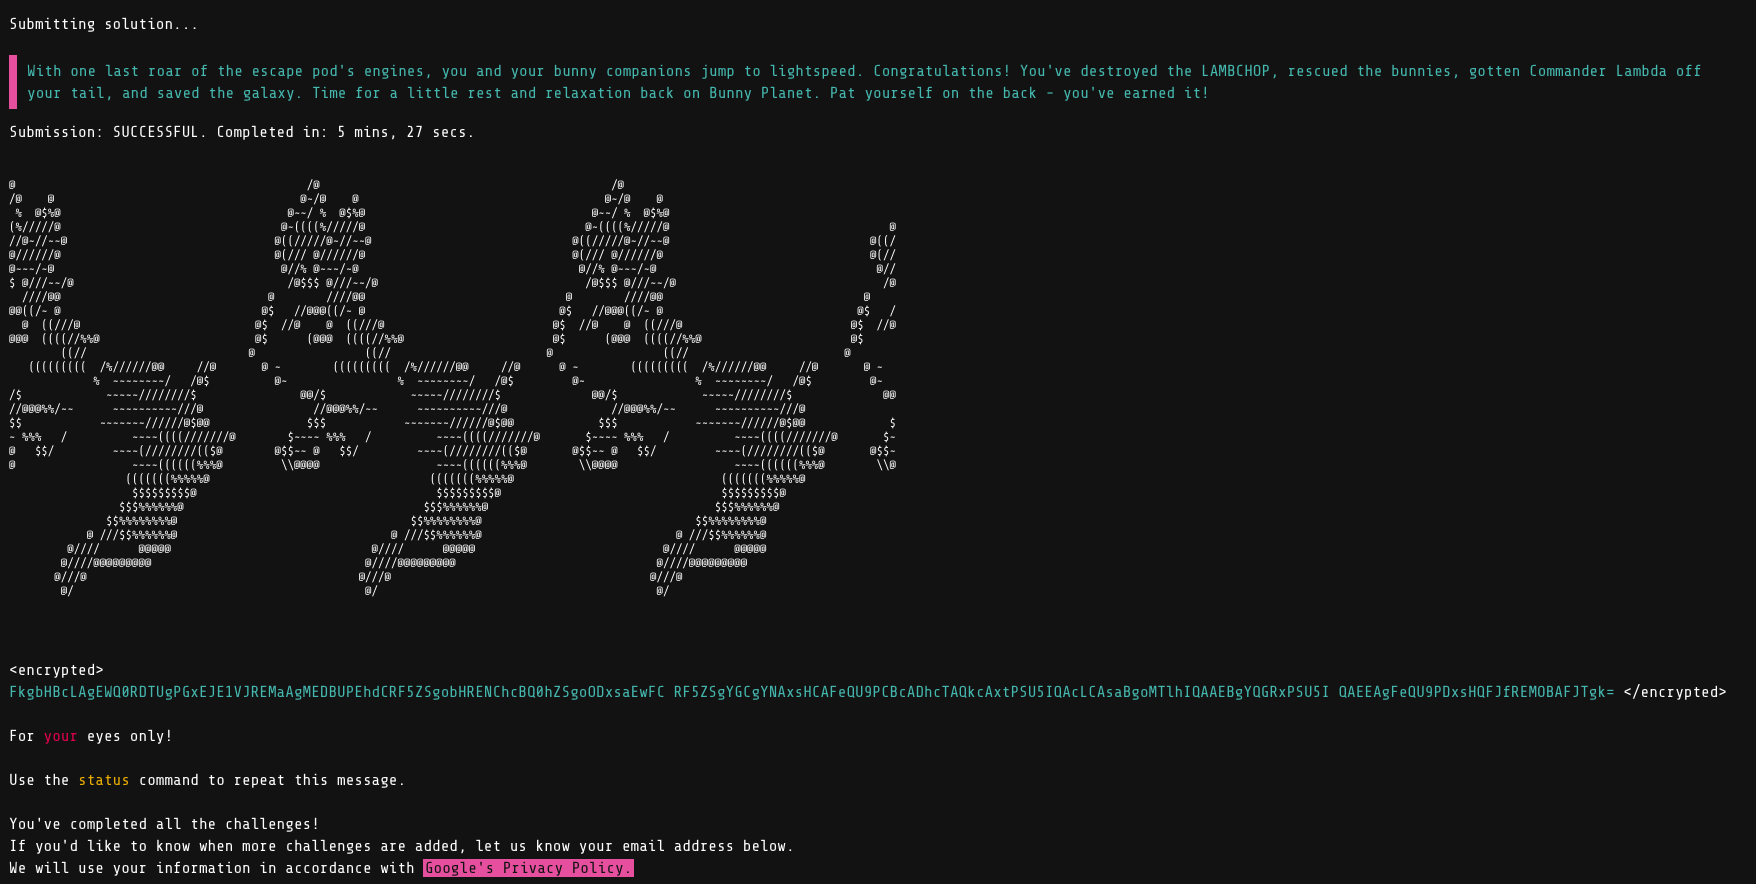 Submitting solution...
With one last roar of the escape pod's engines, you and your bunny companions jump to lightspeed. Congratulations! You've destroyed the LAMBCHOP, rescued the bunnies, gotten Commander Lambda off
your tail, and saved the galaxy. Time for a little rest and relaxation back on Bunny Planet. Pat yourself on the back - you've earned it!
Submission: SUCCESSFUL. Completed in: 5 mins, 27 secs.
<encrypted>
FkgbHBcLAgEWQ0RDTUgPGxEJE1VJREMaAgMEDBUPEhdCRF5ZSgobHRENChcBQ0hZSgoODxsaEwFC RF5ZSgYGCgYNAxsHCAFeQU9PCBcADhcTAQkcAxtPSU5IQAcLCAsaBgoMTlhIQAAEBgYQGRxPSU5I QAEEAgFeQU9PDxsHQFJfREMOBAFJTgk= </encrypted>
For your eyes only!
Use the status command to repeat this message.
You've completed all the challenges!
If you'd like to know when more challenges are added, let us know your email address below.
We will use your information in accordance with Google's Privacy Policy.